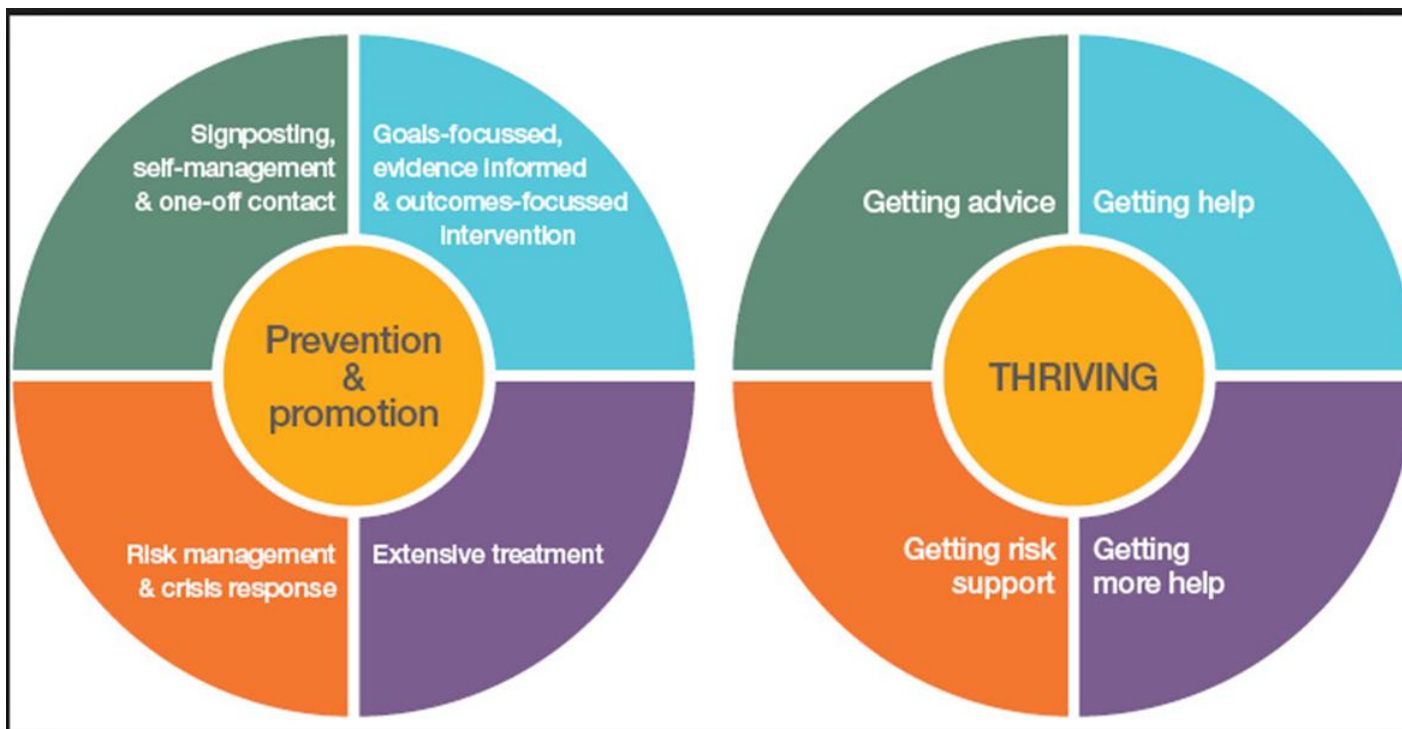 Signposting,
self-management
& one-off contact
Goals-focussed,
evidence informed
& outcomes-focussed
intervention
Prevention
&
promotion
Risk management
& crisis response
Extensive treatment
Getting advice
Getting help
THRIVING
Getting risk
support
Getting
more help